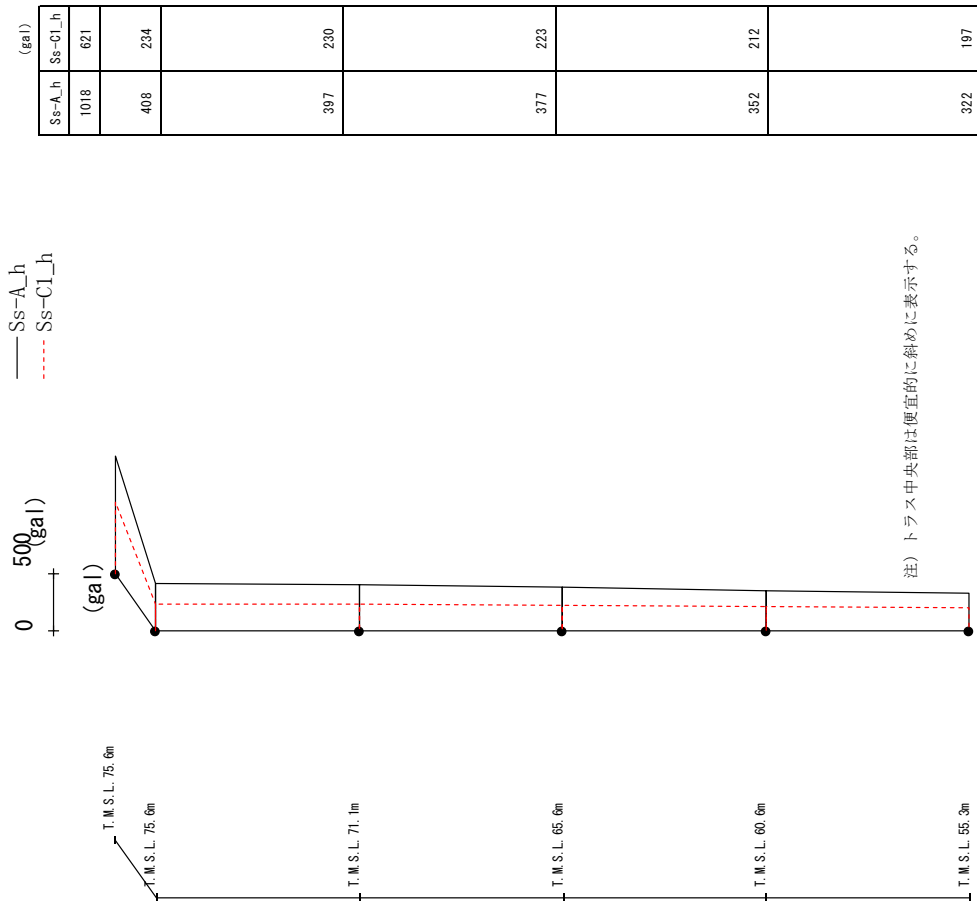 Ss-A_h
Ss-C1_h
0 500
(gal)
(gal)
(gal)
Ss-A_h Ss-C1_h
1018 621
408 234
397 230
377 223
352 212
322 197
T.M.S.L. 75.6m
T.M.S.L. 75.6m
T.M.S.L. 71.1m
T.M.S.L. 65.6m
T.M.S.L. 60.6m
T.M.S.L. 55.3m
注) トラス中央部は便宜的に斜めに表示する。